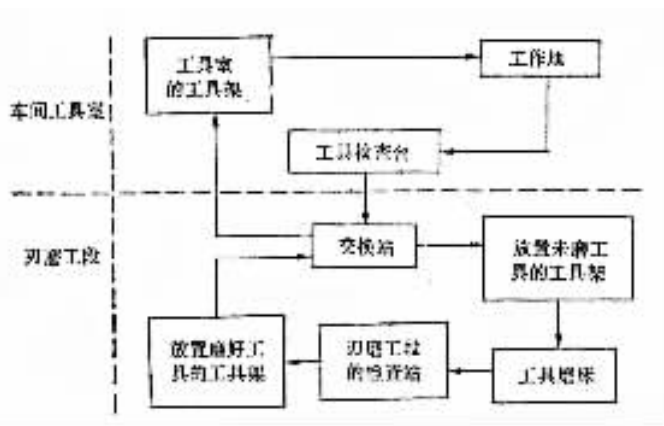 工具室
的工具架
工作地
车间工具室
工具检查台
刃磨工段
交换站
放置未磨工
具的工具架
放置磨好工
具的工具架
刃磨工段
的检查站
工具磨床